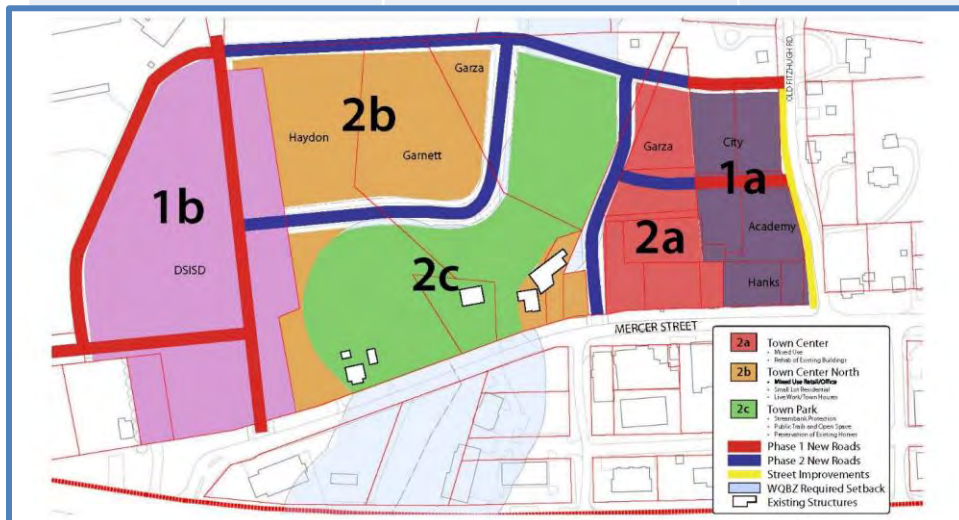 OLD FITZHUGH RD.
Garza
2b
Haydon
Garnett
Garza
City
1a
1b
2a
Academy
DSISD
2c
Hanks
MERCER STREET
2a Town Center
• Mixed Use
• Rehab of Existing Buildings
2b Town Center North
• Mixed Use Retail/Office
• Small Lot Residential
• Live Work/Town Houses
2c Town Park
• Streambank Protection
• Public Trails and Open Space
• Preservation of Existing Homes
Phase 1 New Roads
Phase 2 New Roads
Street Improvements
WQBZ Required Setback
Existing Structures